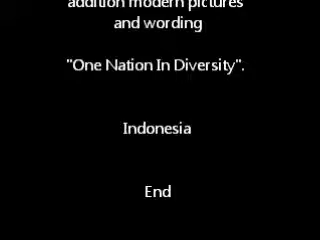 addition modern pictures
and wording
"One Nation In Diversity".
Indonesia
End